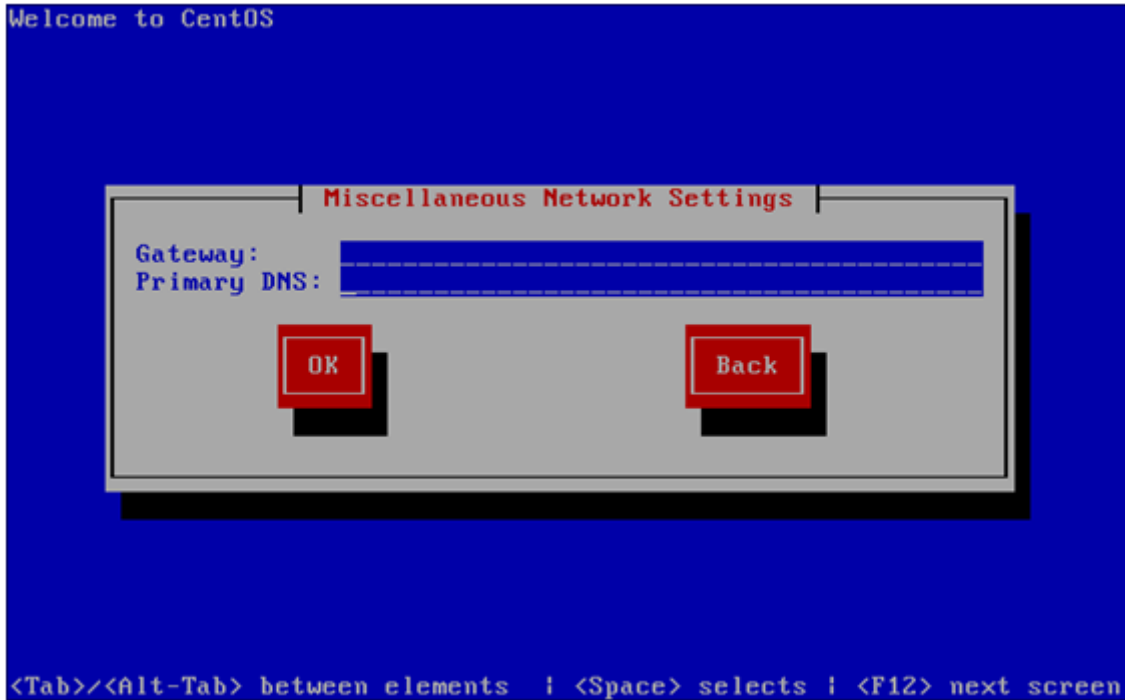 Welcome to CentOS
Miscellaneous Network Settings
Gateway:
Primary DNS:
OK Back
<Tab>/<Alt-Tab> between elements | <Space> selects | <F12> next screen